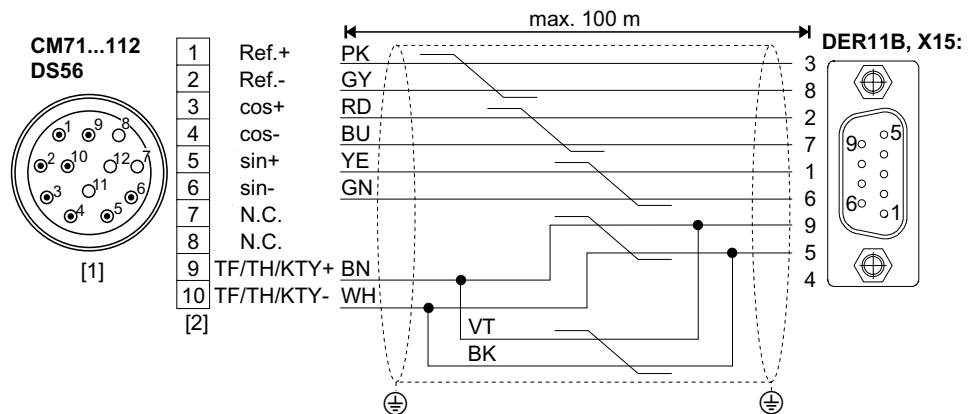 max. 100 m
CM71...112
DS56
DER11B, X15:
1 Ref.+ PK 3
2 Ref.- GY 8
3 cos+ RD 2
4 cos- BU 7
5 sin+ YE 1
6 sin- GN 6
7 N.C. 9
8 N.C. 5
9 TF/TH/KTY+ BN 4
10 TF/TH/KTY- WH
VT
BK
1 9 8
2 10 12 7
3 11 6
4 5
[1]
[2]
9 5
6 1